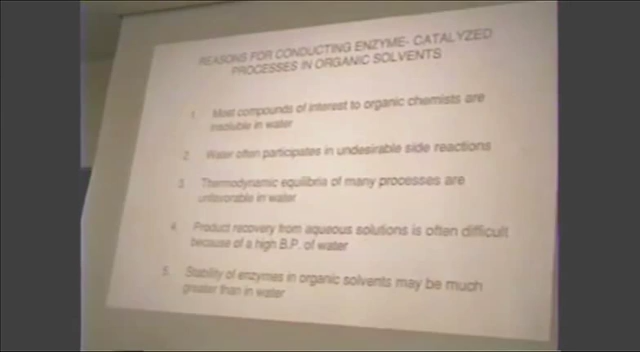 REASONS FOR CONDUCTING ENZYME- CATALYZED
PROCESSES IN ORGANIC SOLVENTS
1. Most compounds of interest to organic chemists are
insoluble in water
2. Water often participates in undesirable side reactions
3. Thermodynamic equilibria of many processes are
unfavorable in water
4. Product recovery from aqueous solutions is often difficult
because of a high B.P. of water
5. Stability of enzymes in organic solvents may be much
greater than in water